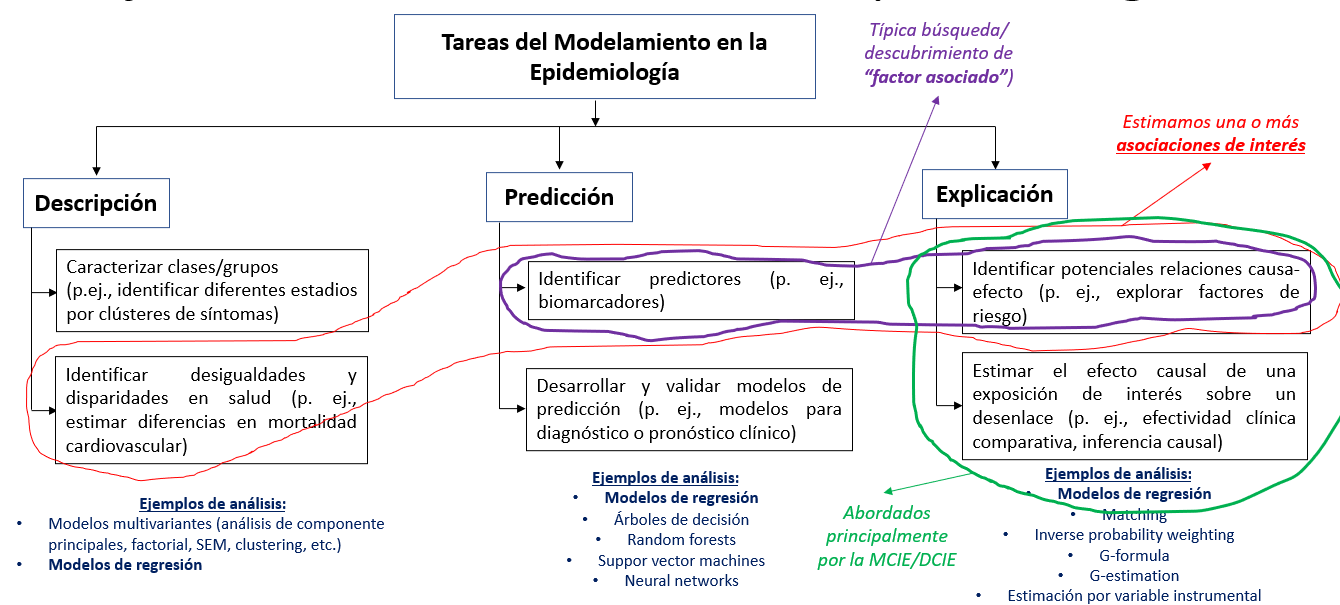 Tareas del Modelamiento en la
Epidemiología
Típica búsqueda/
descubrimiento de
“factor asociado”)
Estimamos una o más
asociaciones de interés
Descripción
Predicción
Explicación
Caracterizar clases/grupos
(p.ej., identificar diferentes estadios
por clústeres de síntomas)
Identificar desigualdades y
disparidades en salud (p. ej.,
estimar diferencias en mortalidad
cardiovascular)
Ejemplos de análisis:
• Modelos multivariantes (análisis de componente
principales, factorial, SEM, clustering, etc.)
• Modelos de regresión
Identificar predictores (p. ej.,
biomarcadores)
Desarrollar y validar modelos de
predicción (p. ej., modelos para
diagnóstico o pronóstico clínico)
Ejemplos de análisis:
• Modelos de regresión
• Árboles de decisión
• Random forests
• Suppor vector machines
• Neural networks
Identificar potenciales relaciones causa-
efecto (p. ej., explorar factores de
riesgo)
Estimar el efecto causal de una
exposición de interés sobre un
desenlace (p. ej., efectividad clínica
comparativa, inferencia causal)
Abordados
principalmente
por la MCIE/DCIE
Ejemplos de análisis:
• Modelos de regresión
• Matching
• Inverse probability weighting
• G-formula
• G-estimation
• Estimación por variable instrumental